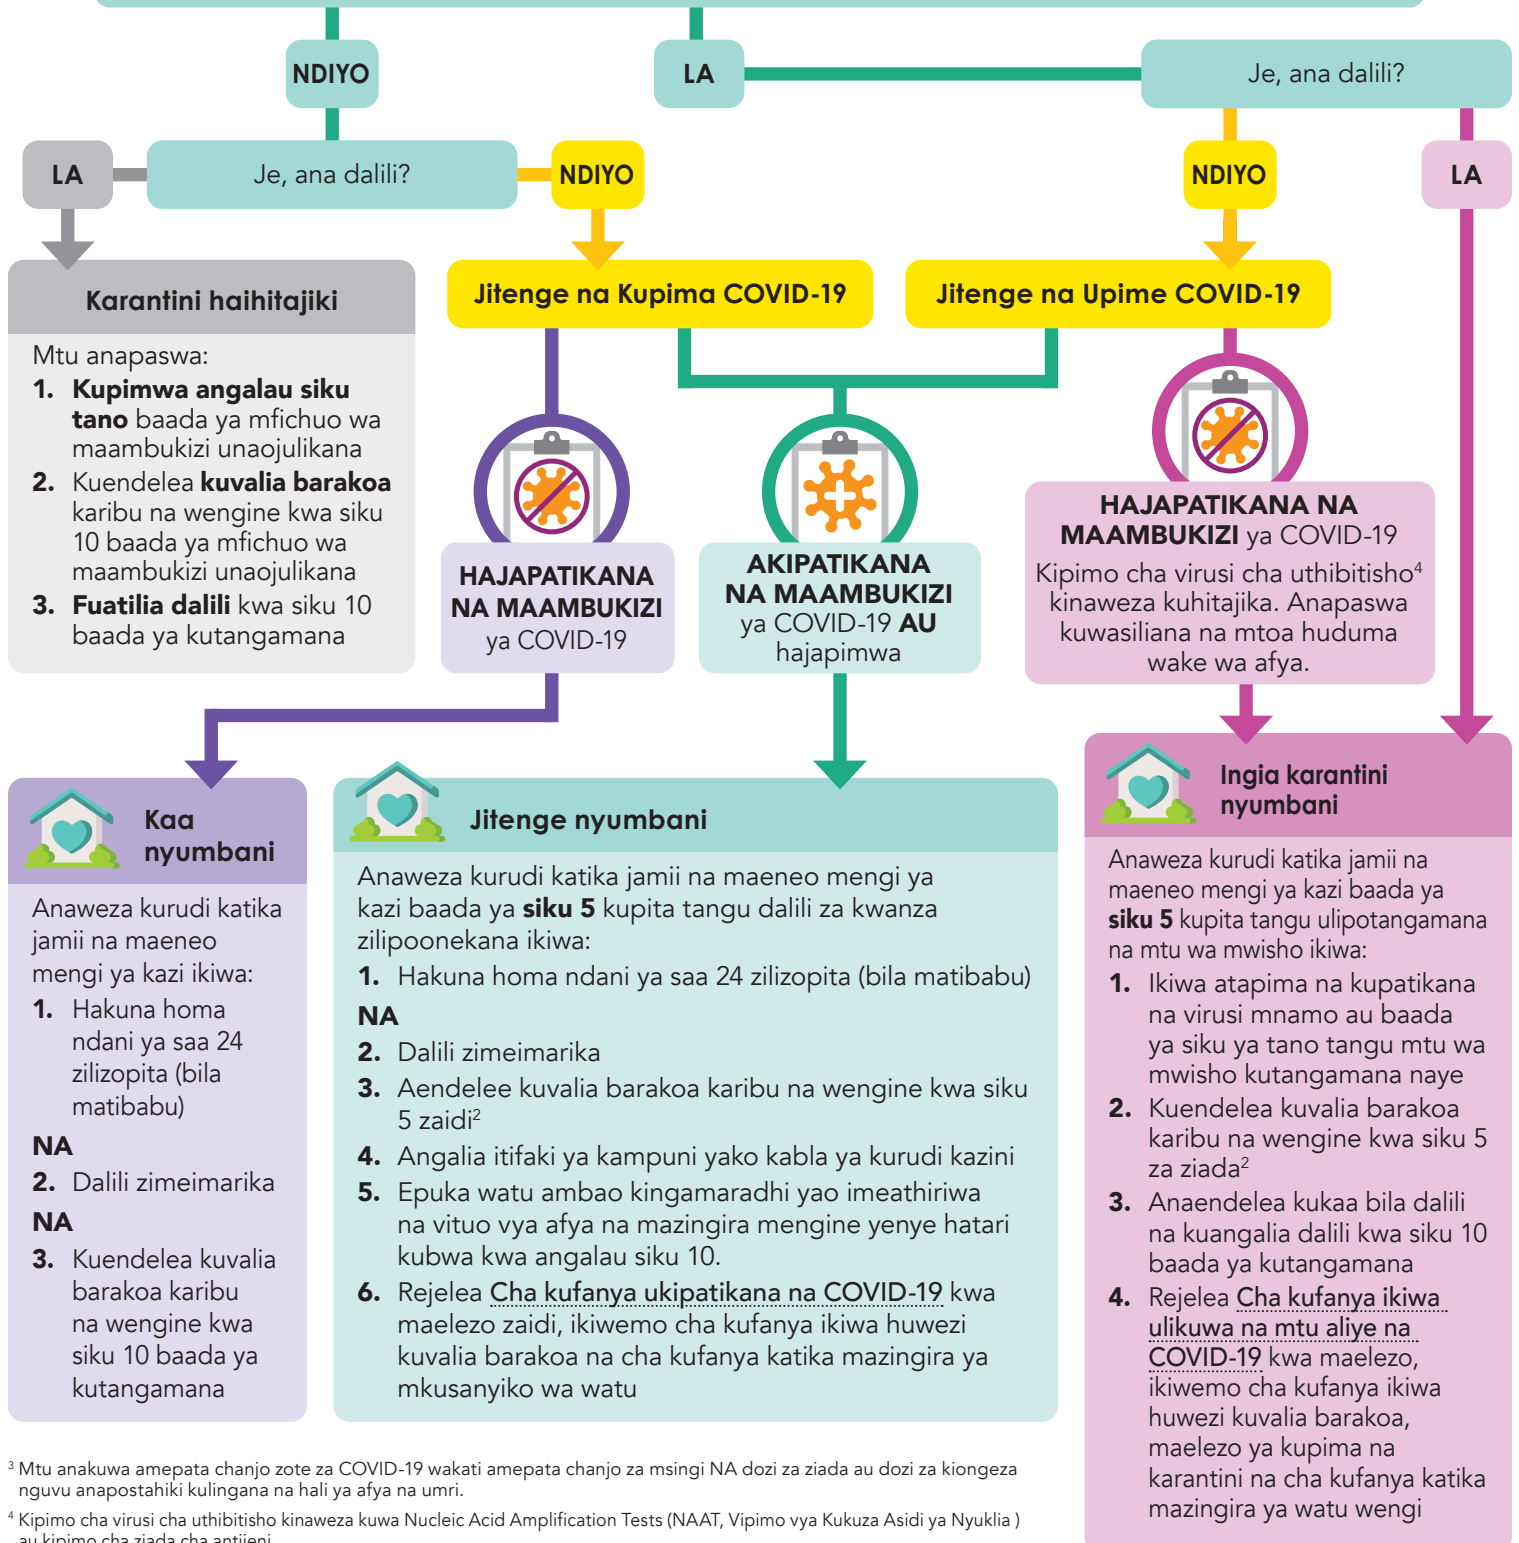 NDIYO
LA
Je, ana dalili?
LA
Je, ana dalili?
NDIYO
NDIYO
LA
Karantini haihitajiki
Mtu anapaswa:
1. Kupimwa angalau siku
tano baada ya mfichuo wa
maambukizi unaojulikana
2. Kuendelea kuvalia barakoa
karibu na wengine kwa siku
10 baada ya mfichuo wa
maambukizi unaojulikana
3. Fuatilia dalili kwa siku 10
baada ya kutangamana
Jitenge na Kupima COVID-19
Jitenge na Upime COVID-19
HAJAPATIKANA
NA MAAMBUKIZI
ya COVID-19
AKIPATIKANA
NA MAAMBUKIZI
ya COVID-19 AU
hajapimwa
HAJAPATIKANA NA
MAAMBUKIZI ya COVID-19
Kipimo cha virusi cha uthibitisho4
kinaweza kuhitajika. Anapaswa
kuwasiliana na mtoa huduma
wake wa afya.
Kaa
nyumbani
Anaweza kurudi katika
jamii na maeneo
mengi ya kazi ikiwa:
1. Hakuna homa
ndani ya saa 24
zilizopita (bila
matibabu)
NA
2. Dalili zimeimarika
NA
3. Kuendelea kuvalia
barakoa karibu
na wengine kwa
siku 10 baada ya
kutangamana
Jitenge nyumbani
Anaweza kurudi katika jamii na maeneo mengi ya
kazi baada ya siku 5 kupita tangu dalili za kwanza
zilipoonekana ikiwa:
1. Hakuna homa ndani ya saa 24 zilizopita (bila matibabu)
NA
2. Dalili zimeimarika
3. Aendelee kuvalia barakoa karibu na wengine kwa siku
5 zaidi2
4. Angalia itifaki ya kampuni yako kabla ya kurudi kazini
5. Epuka watu ambao kingamaradhi yao imeathiriwa
na vituo vya afya na mazingira mengine yenye hatari
kubwa kwa angalau siku 10.
6. Rejelea Cha kufanya ukipatikana na COVID-19 kwa
maelezo zaidi, ikiwemo cha kufanya ikiwa huwezi
kuvalia barakoa na cha kufanya katika mazingira ya
mkusanyiko wa watu
Ingia karantini
nyumbani
Anaweza kurudi katika jamii na
maeneo mengi ya kazi baada ya
siku 5 kupita tangu ulipotangamana
na mtu wa mwisho ikiwa:
1. Ikiwa atapima na kupatikana
na virusi mnamo au baada
ya siku ya tano tangu mtu wa
mwisho kutangamana naye
2. Kuendelea kuvalia barakoa
karibu na wengine kwa siku 5
za ziada2
3. Anaendelea kukaa bila dalili
na kuangalia dalili kwa siku 10
baada ya kutangamana
4. Rejelea Cha kufanya ikiwa
ulikuwa na mtu aliye na
COVID-19 kwa maelezo,
ikiwemo cha kufanya ikiwa
huwezi kuvalia barakoa,
maelezo ya kupima na
karantini na cha kufanya katika
mazingira ya watu wengi
3 Mtu anakuwa amepata chanjo zote za COVID-19 wakati amepata chanjo za msingi NA dozi za ziada au dozi za kiongeza
nguvu anapostahiki kulingana na hali ya afya na umri.
4 Kipimo cha virusi cha uthibitisho kinaweza kuwa Nucleic Acid Amplification Tests (NAAT, Vipimo vya Kukuza Asidi ya Nyuklia )
au kipimo cha ziada cha antijeni